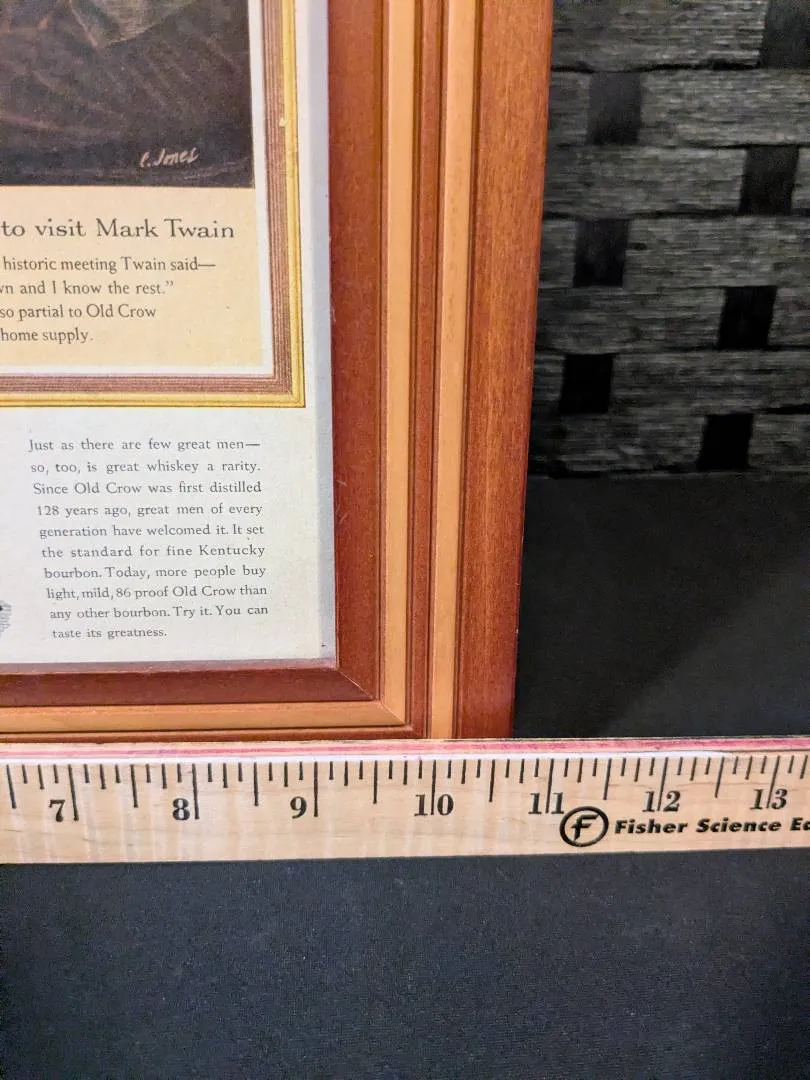 C. Jones
to visit Mark Twain
historic meeting Twain said—
wn and I know the rest.”
so partial to Old Crow
home supply.
Just as there are few great men—
so, too, is great whiskey a rarity.
Since Old Crow was first distilled
128 years ago, great men of every
generation have welcomed it. It set
the standard for fine Kentucky
bourbon. Today, more people buy
light, mild, 86 proof Old Crow than
any other bourbon. Try it. You can
taste its greatness.
7 8 9 10 11 12 13
F Fisher Science Ed